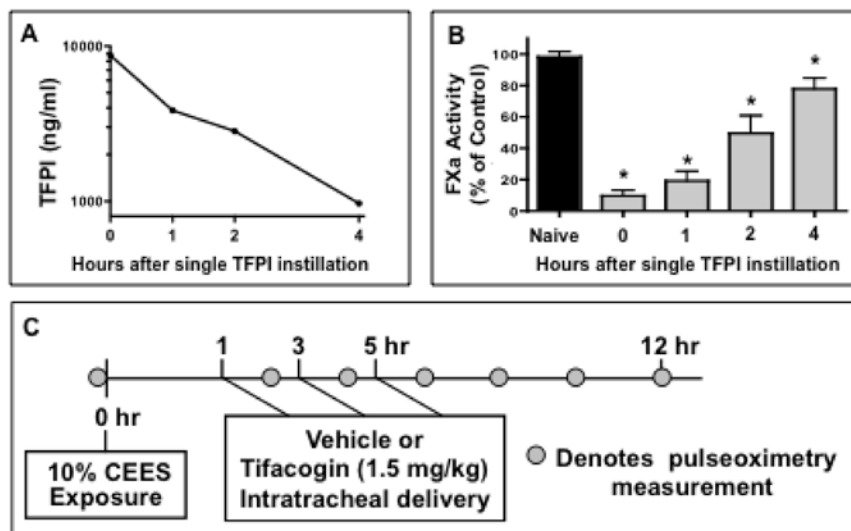 A
TFPI (ng/ml)
10000
1000
0 1 2 4
Hours after single TFPI instillation
B
FXa Activity
(% of Control)
100
80
60
40
20
0
* * * *
Naive 0 1 2 4
Hours after single TFPI instillation
C
1 3 5 hr 12 hr
0 hr
10% CEES
Exposure
Vehicle or
Tifacogin (1.5 mg/kg)
Intratracheal delivery
Denotes pulseoximetry
measurement